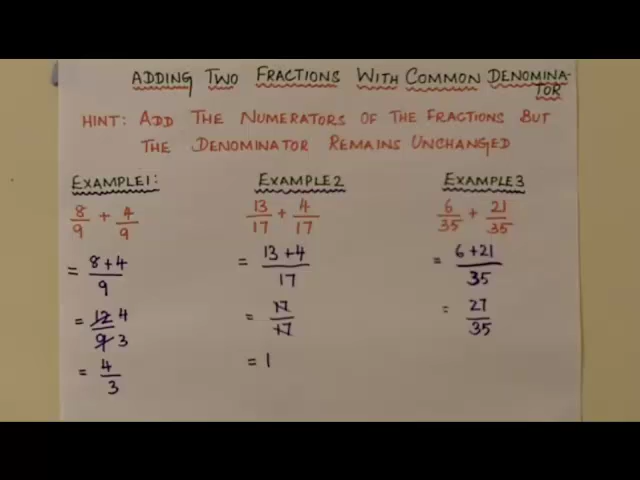 ADDING TWO FRACTIONS WITH COMMON DENOMINA-
TOR
HINT: ADD THE NUMERATORS OF THE FRACTIONS BUT
THE DENOMINATOR REMAINS UNCHANGED
EXAMPLE1:
8/9 + 4/9
= 8+4/9
= 12/9 4/3
= 4/3
EXAMPLE2
13/17 + 4/17
= 13+4/17
= 17/17
= 1
EXAMPLE3
6/35 + 21/35
= 6+21/35
= 27/35